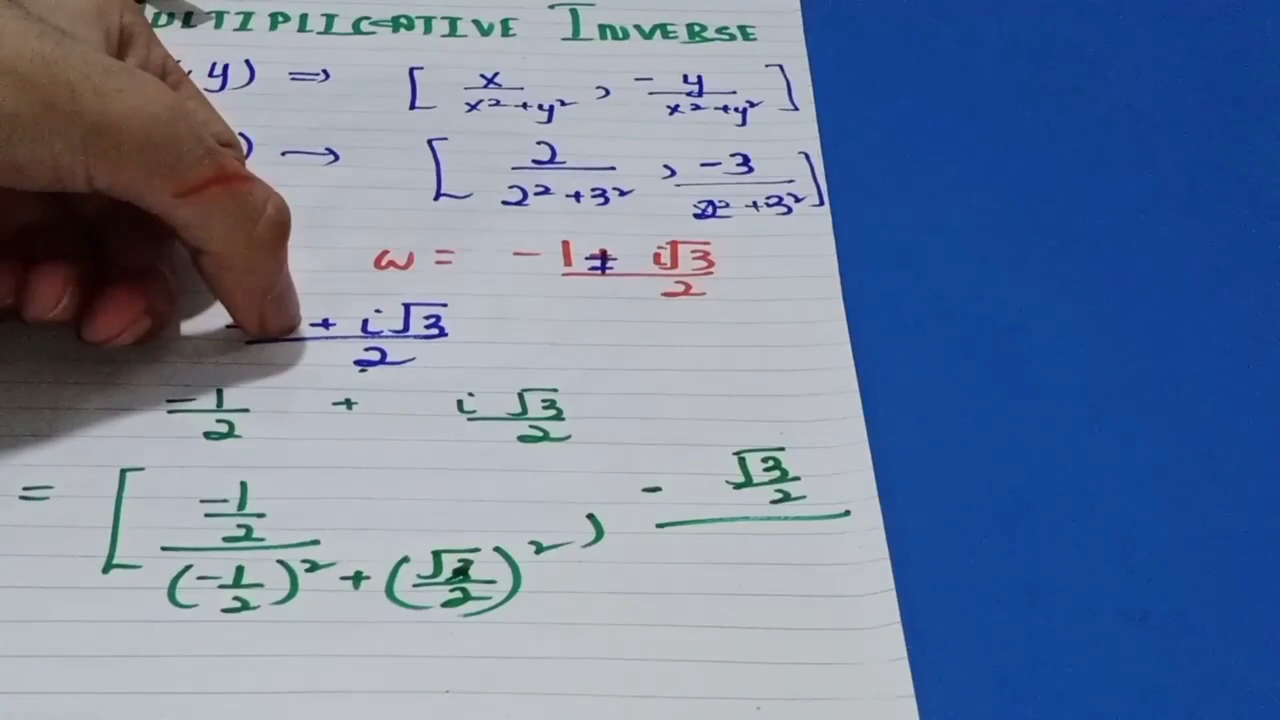 ULTIPLICATIVE INVERSE
y) ⇒ [ x/(x²+y²) , -y/(x²+y²) ]
) → [ 2/(2²+3²) , -3/(2²+3²) ]
ω = -1 ± i√3 / 2
+ i√3 / 2
-1/2 + i√3/2
= [ (-1/2)/((-1/2)² + (√3/2)²) , - (√3/2)/